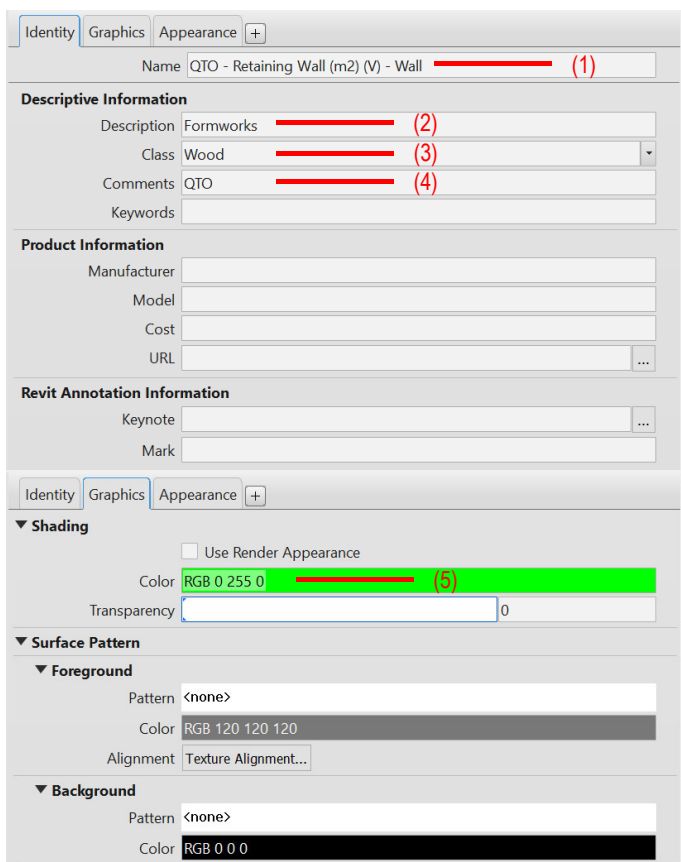 Identity Graphics Appearance +
Name QTO - Retaining Wall (m2) (V) - Wall (1)
Descriptive Information
Description Formworks (2)
Class Wood (3)
Comments QTO (4)
Keywords
Product Information
Manufacturer
Model
Cost
URL ...
Revit Annotation Information
Keynote ...
Mark
Identity Graphics Appearance +
Shading
Use Render Appearance
Color RGB 0 255 0 (5)
Transparency 0
Surface Pattern
Foreground
Pattern <none>
Color RGB 120 120 120
Alignment Texture Alignment...
Background
Pattern <none>
Color RGB 0 0 0